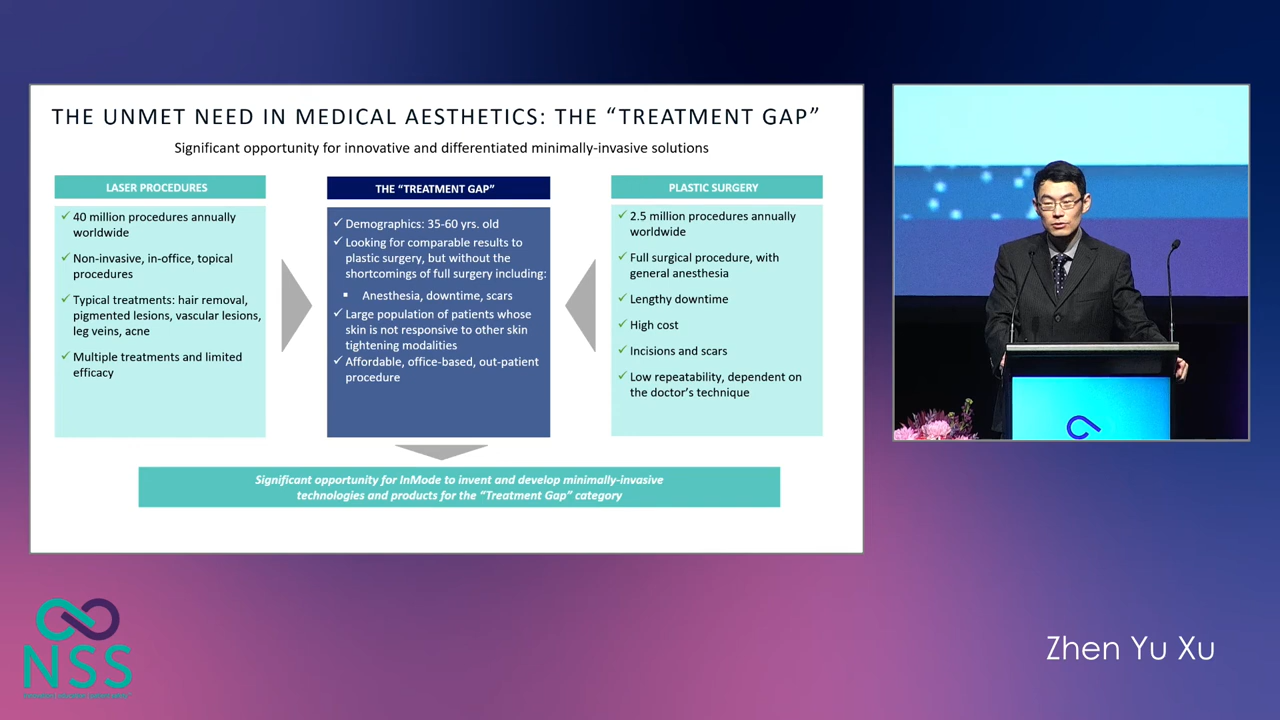 THE UNMET NEED IN MEDICAL AESTHETICS: THE “TREATMENT GAP”
Significant opportunity for innovative and differentiated minimally-invasive solutions
LASER PROCEDURES
40 million procedures annually
worldwide
Non-invasive, in-office, topical
procedures
Typical treatments: hair removal,
pigmented lesions, vascular lesions,
leg veins, acne
Multiple treatments and limited
efficacy
THE “TREATMENT GAP”
Demographics: 35-60 yrs. old
Looking for comparable results to
plastic surgery, but without the
shortcomings of full surgery including:
Anesthesia, downtime, scars
Large population of patients whose
skin is not responsive to other skin
tightening modalities
Affordable, office-based, out-patient
procedure
PLASTIC SURGERY
2.5 million procedures annually
worldwide
Full surgical procedure, with
general anesthesia
Lengthy downtime
High cost
Incisions and scars
Low repeatability, dependent on
the doctor’s technique
Significant opportunity for InMode to invent and develop minimally-invasive
technologies and products for the “Treatment Gap” category
NSS
Zhen Yu Xu